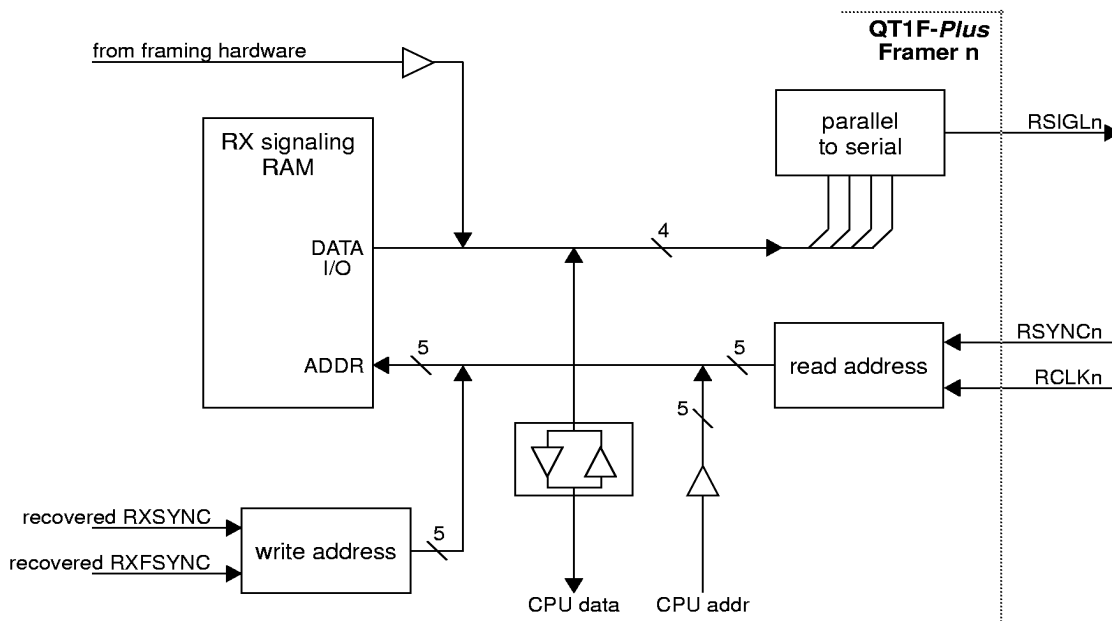 QT1F-Plus
Framer n
from framing hardware
parallel
to serial
RSIGLn
RX signaling
RAM
DATA
I/O
4
RSYNCn
ADDR
5
5
read address
RCLKn
5
recovered RXSYNC
write address
5
recovered RXFSYNC
CPU data
CPU addr